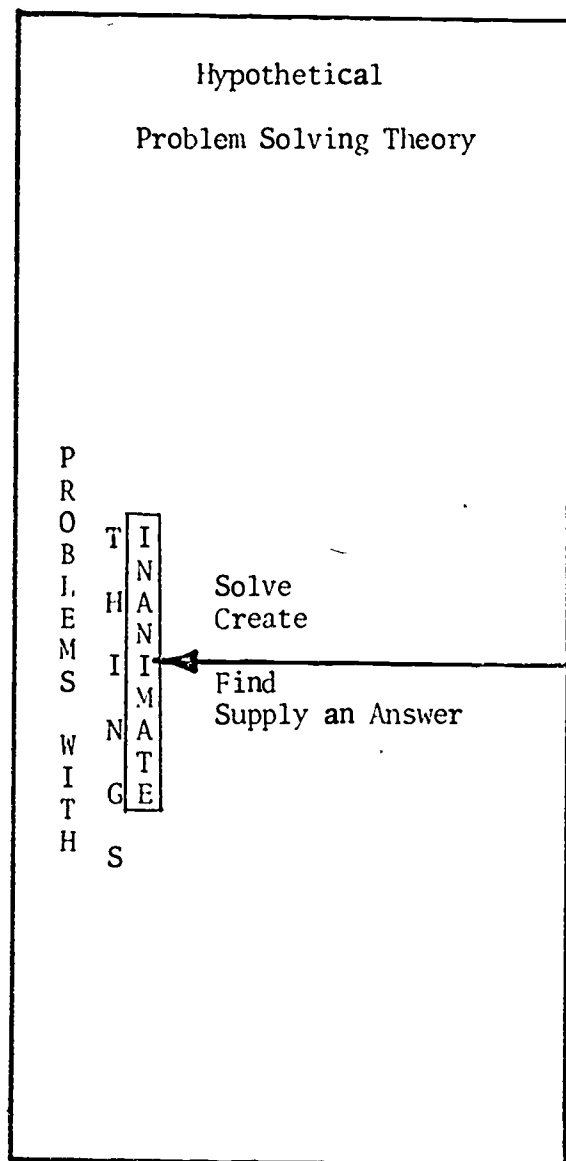 Hypothetical
Problem Solving Theory
PROBLEMS WITH
THINGS
INANIMATE
Solve
Create
Find
Supply an Answer